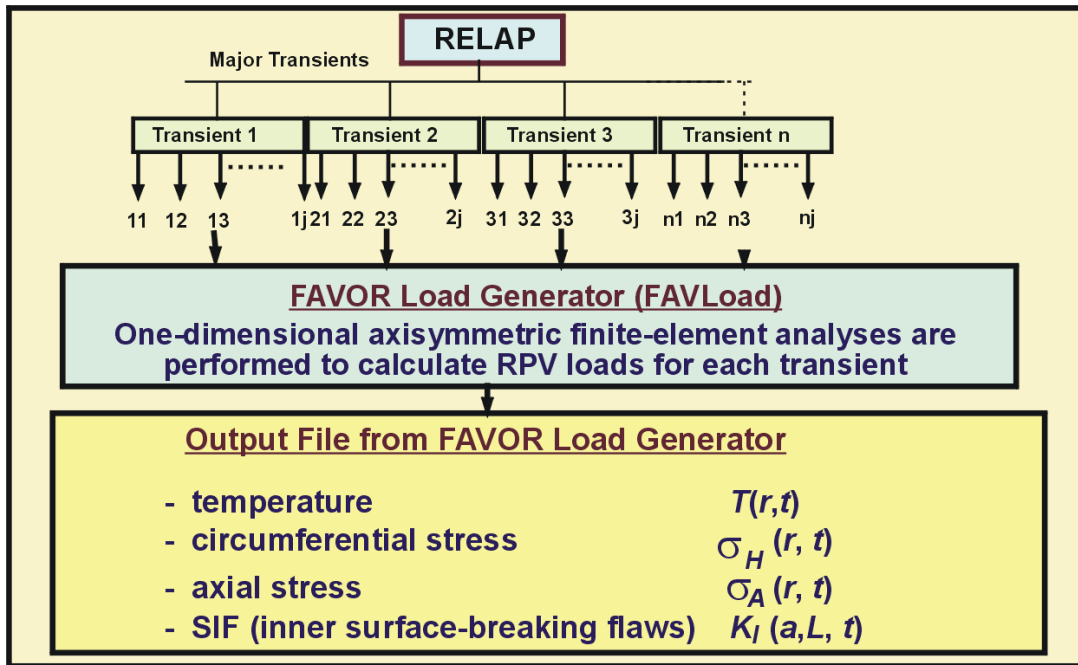 RELAP
Major Transients
Transient 1 Transient 2 Transient 3 Transient n
11 12 13 1j 21 22 23 2j 31 32 33 3j n1 n2 n3 nj
FAVOR Load Generator (FAVLoad)
One-dimensional axisymmetric finite-element analyses are
performed to calculate RPV loads for each transient
Output File from FAVOR Load Generator
- temperature T(r,t)
- circumferential stress σH (r, t)
- axial stress σA (r, t)
- SIF (inner surface-breaking flaws) KI (a,L, t)